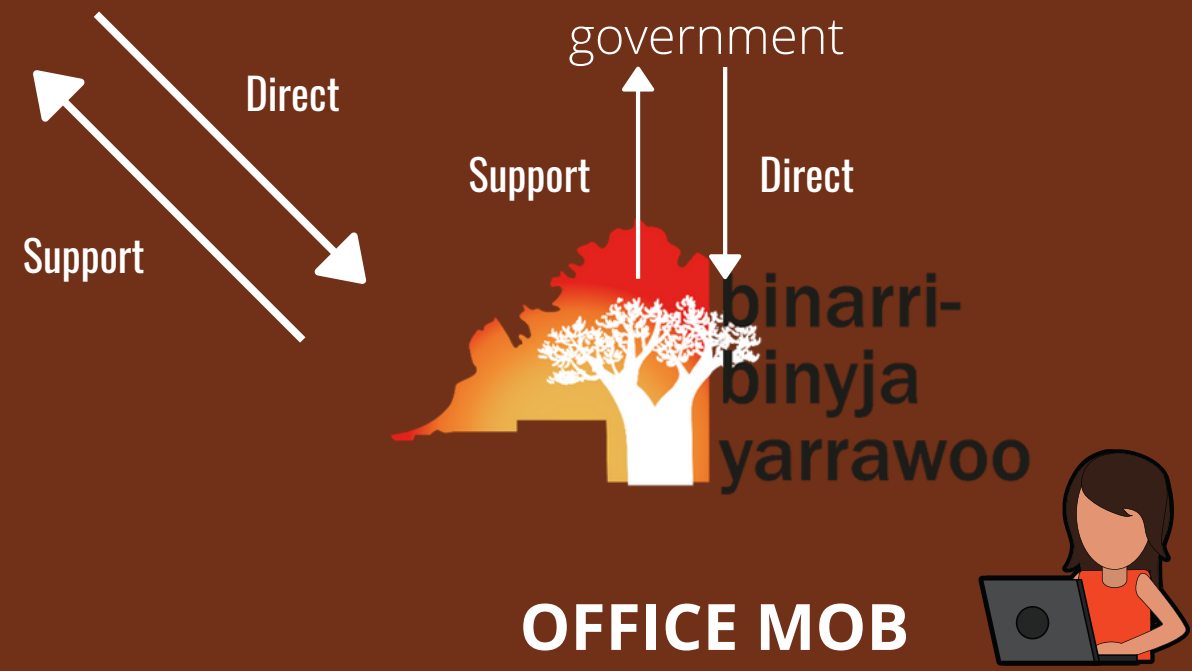 government
Direct
Support Direct
Support
binarri-
binyja
yarrawoo
OFFICE MOB